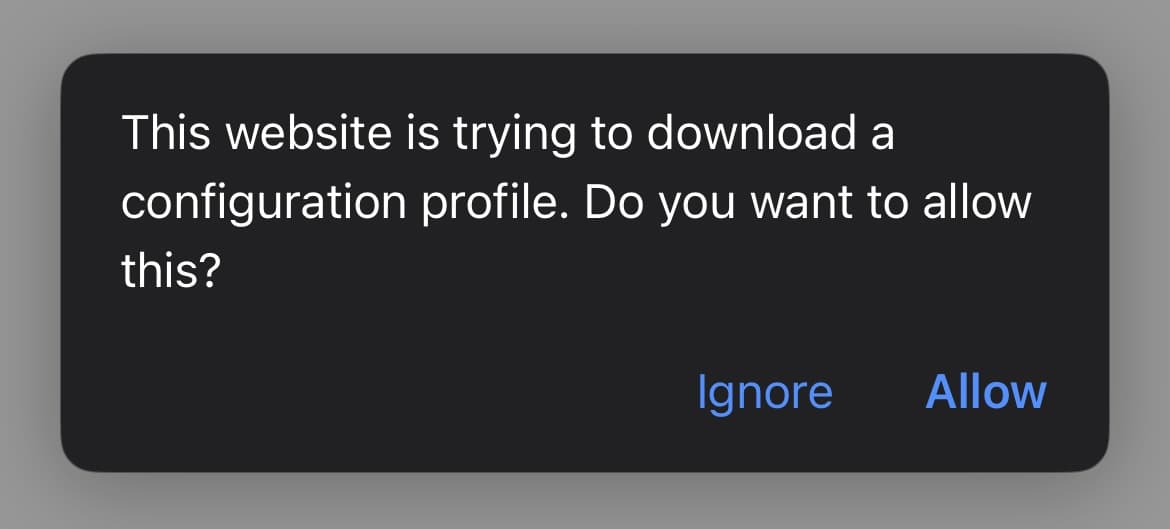 This website is trying to download a
configuration profile. Do you want to allow
this?
Ignore Allow